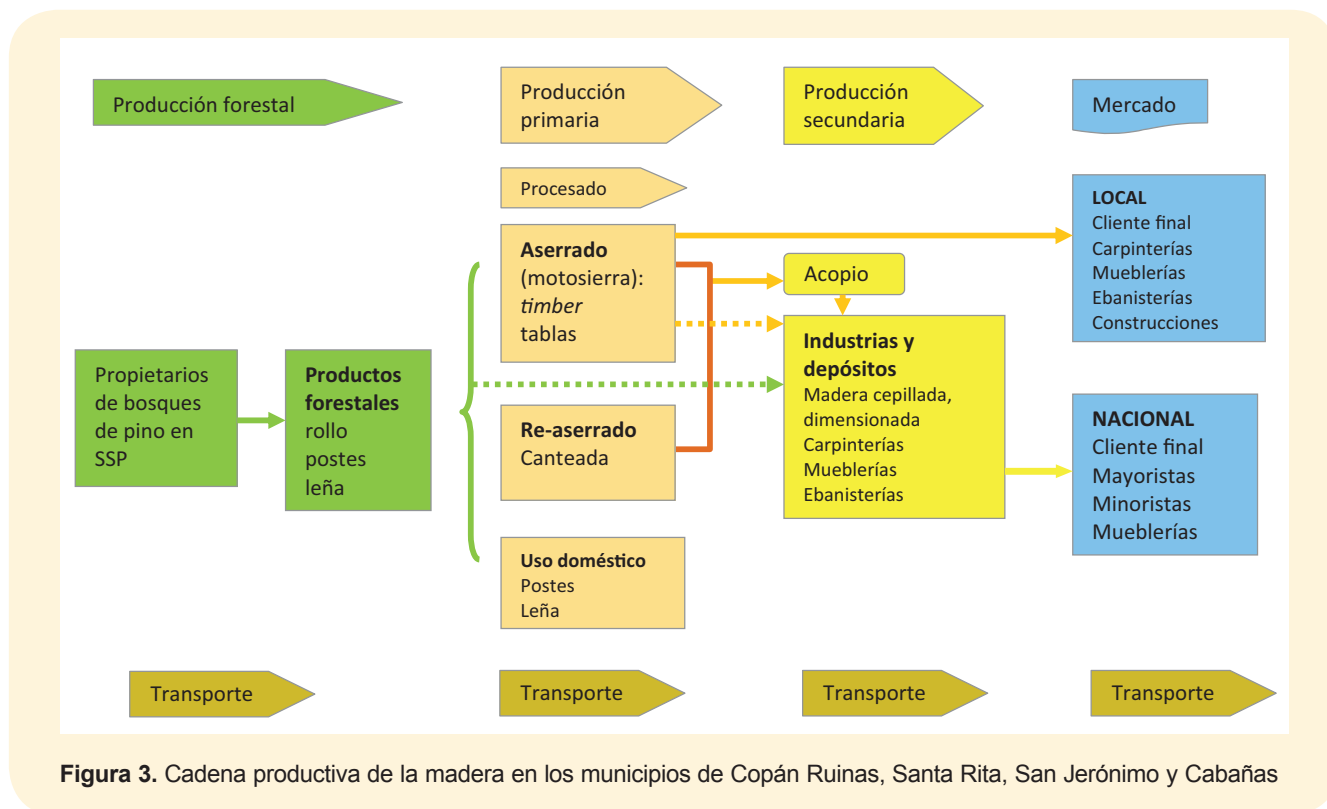 Producción forestal
Producción
primaria
Producción
secundaria
Mercado
Procesado
Aserrado
(motosierra):
timber
tablas
Acopio
LOCAL
Cliente final
Carpinterías
Mueblerías
Ebanisterías
Construcciones
Propietarios
de bosques
de pino en
SSP
Productos
forestales
rollo
postes
leña
Re-aserrado
Canteada
Industrias y
depósitos
Madera cepillada,
dimensionada
Carpinterías
Mueblerías
Ebanisterías
NACIONAL
Cliente final
Mayoristas
Minoristas
Mueblerías
Uso doméstico
Postes
Leña
Transporte
Transporte
Transporte
Transporte
Figura 3. Cadena productiva de la madera en los municipios de Copán Ruinas, Santa Rita, San Jerónimo y Cabañas